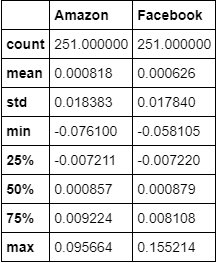 Amazon Facebook
count 251.000000 251.000000
mean 0.000818 0.000626
std 0.018383 0.017840
min -0.076100 -0.058105
25% -0.007211 -0.007220
50% 0.000857 0.000879
75% 0.009224 0.008108
max 0.095664 0.155214